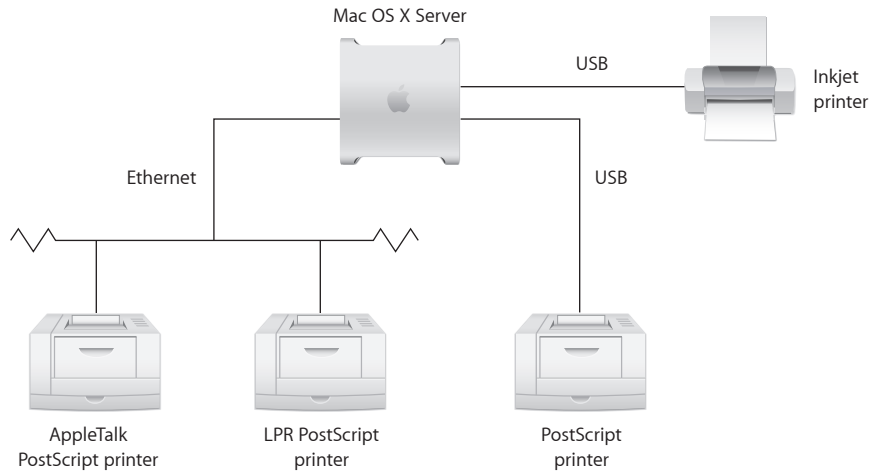 Mac OS X Server
USB
Inkjet
printer
Ethernet
USB
AppleTalk
PostScript printer
LPR PostScript
printer
PostScript
printer